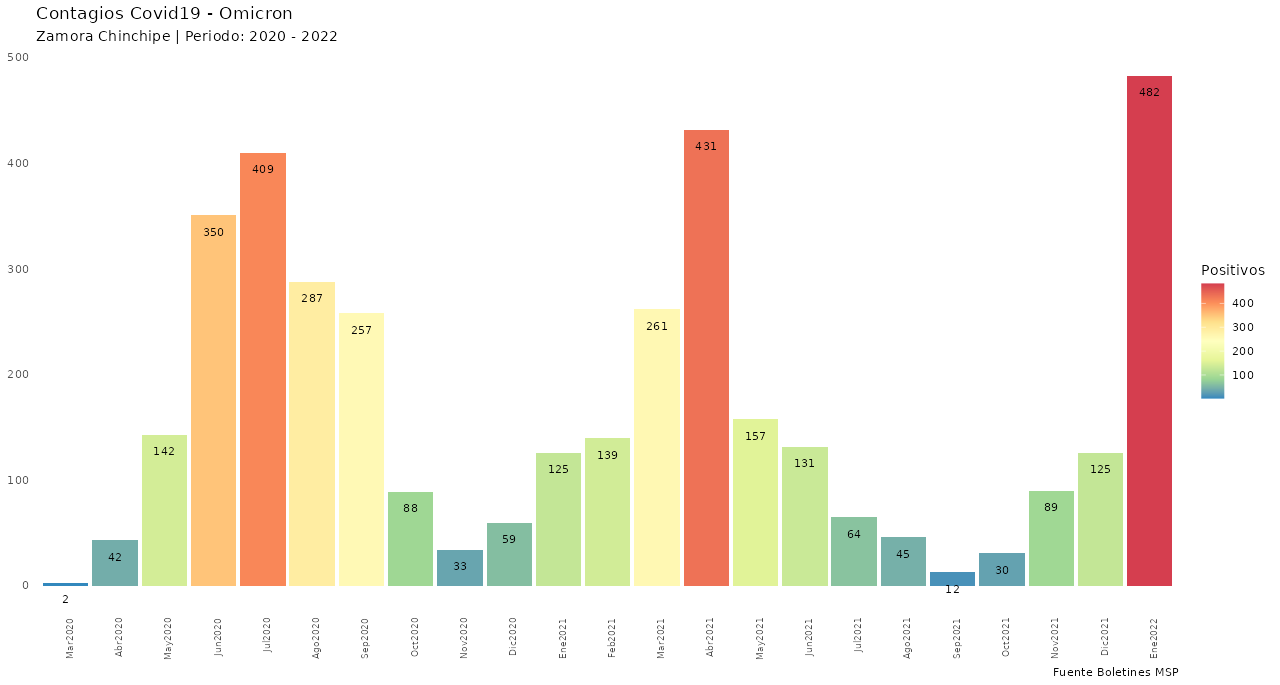 Contagios Covid19 - Omicron
Zamora Chinchipe | Periodo: 2020 - 2022
500
400
300
200
100
0
2
42
142
350
409
287
257
88
33
59
125
139
261
431
157
131
64
45
12
30
89
125
482
Mar2020
Abr2020
May2020
Jun2020
Jul2020
Ago2020
Sep2020
Oct2020
Nov2020
Dic2020
Ene2021
Feb2021
Mar2021
Abr2021
May2021
Jun2021
Jul2021
Ago2021
Sep2021
Oct2021
Nov2021
Dic2021
Ene2022
Positivos
400
300
200
100
Fuente Boletines MSP